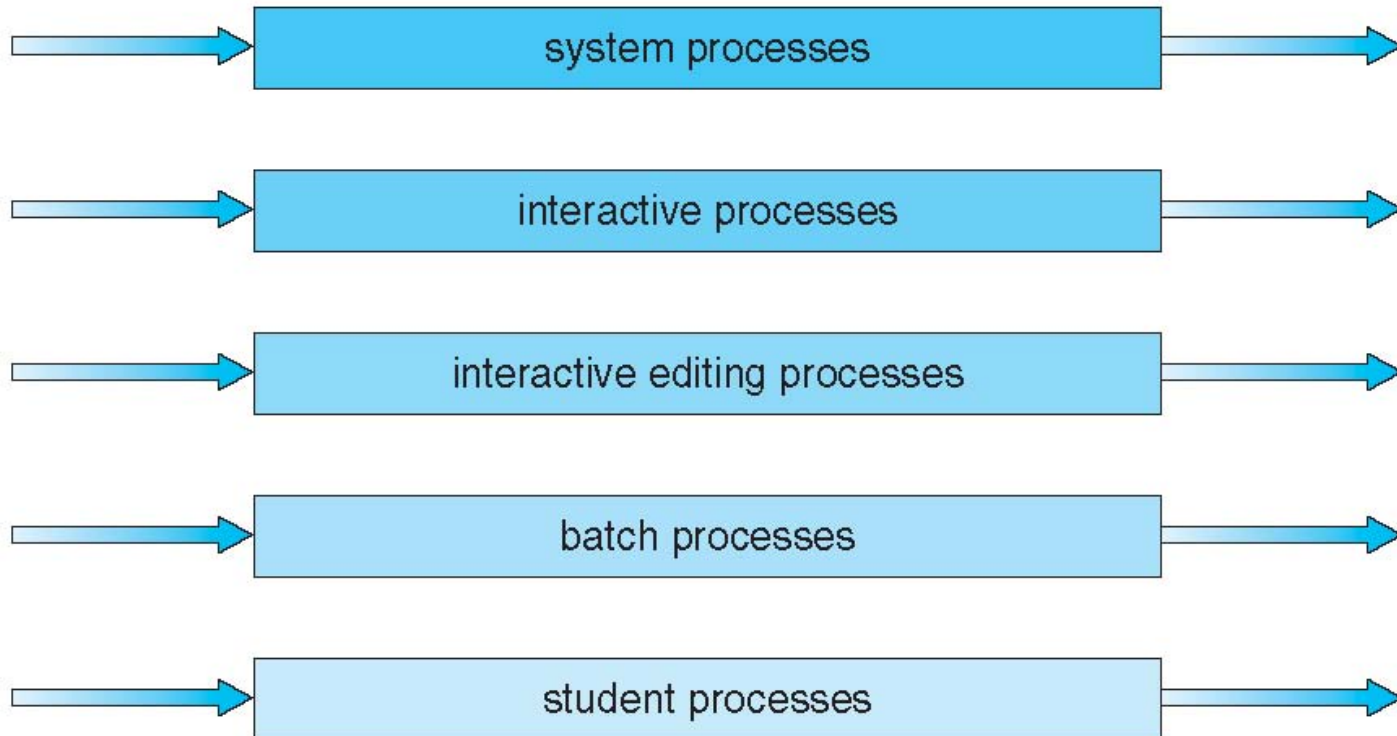 system processes
interactive processes
interactive editing processes
batch processes
student processes